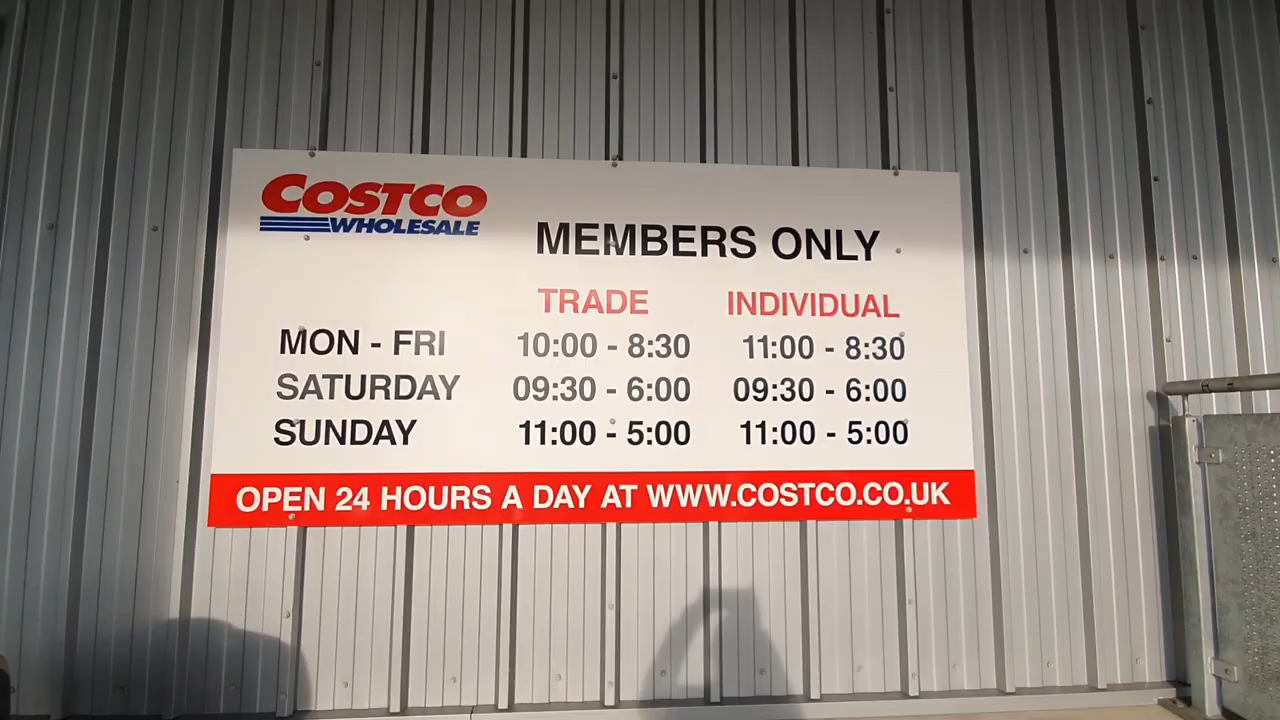 COSTCO
WHOLESALE
MEMBERS ONLY
TRADE INDIVIDUAL
MON - FRI 10:00 - 8:30 11:00 - 8:30
SATURDAY 09:30 - 6:00 09:30 - 6:00
SUNDAY 11:00 - 5:00 11:00 - 5:00
OPEN 24 HOURS A DAY AT WWW.COSTCO.CO.UK